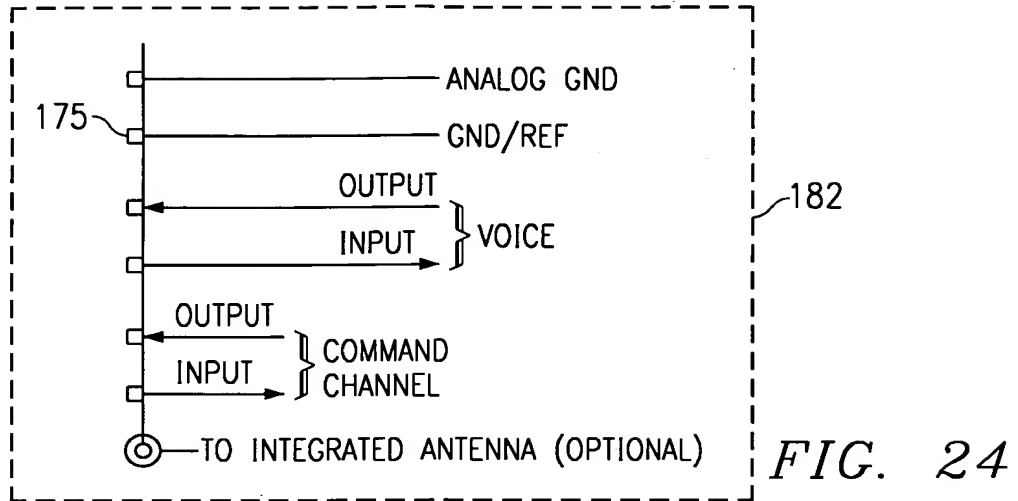 ANALOG GND
175
GND/REF
OUTPUT
182
VOICE
INPUT
OUTPUT
COMMAND
CHANNEL
INPUT
TO INTEGRATED ANTENNA (OPTIONAL)
FIG. 24